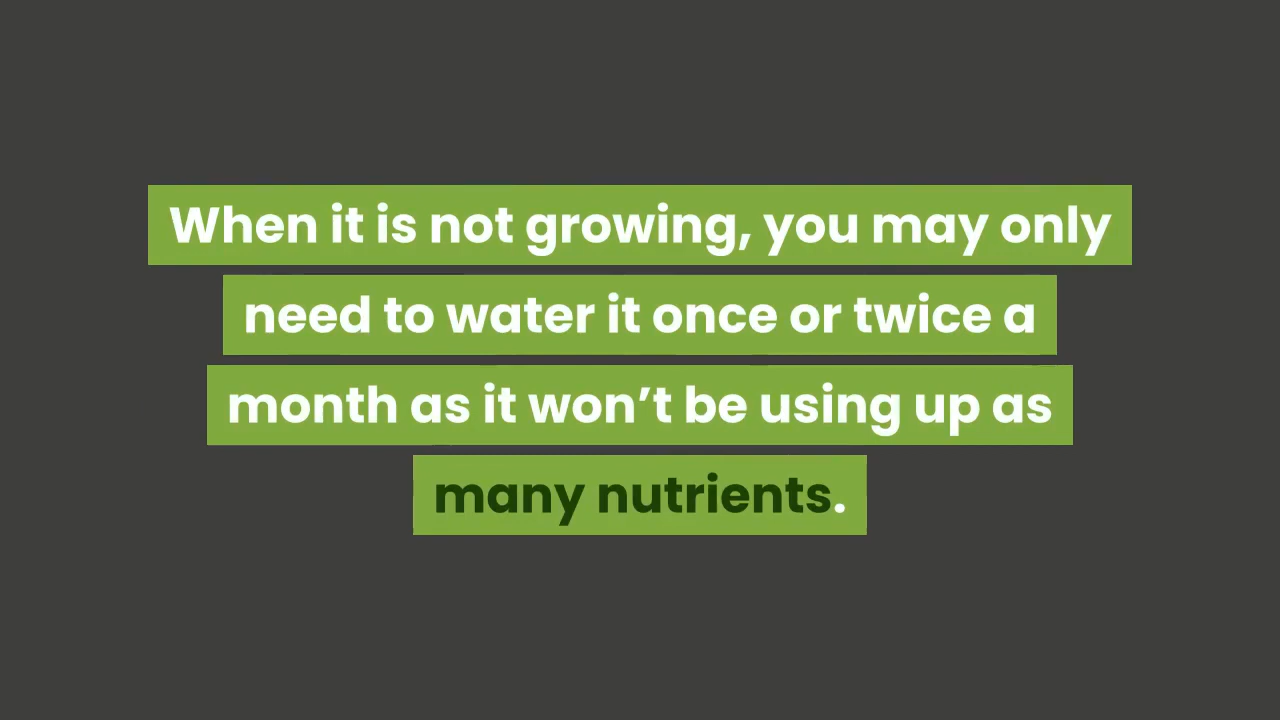 When it is not growing, you may only
need to water it once or twice a
month as it won’t be using up as
many nutrients.